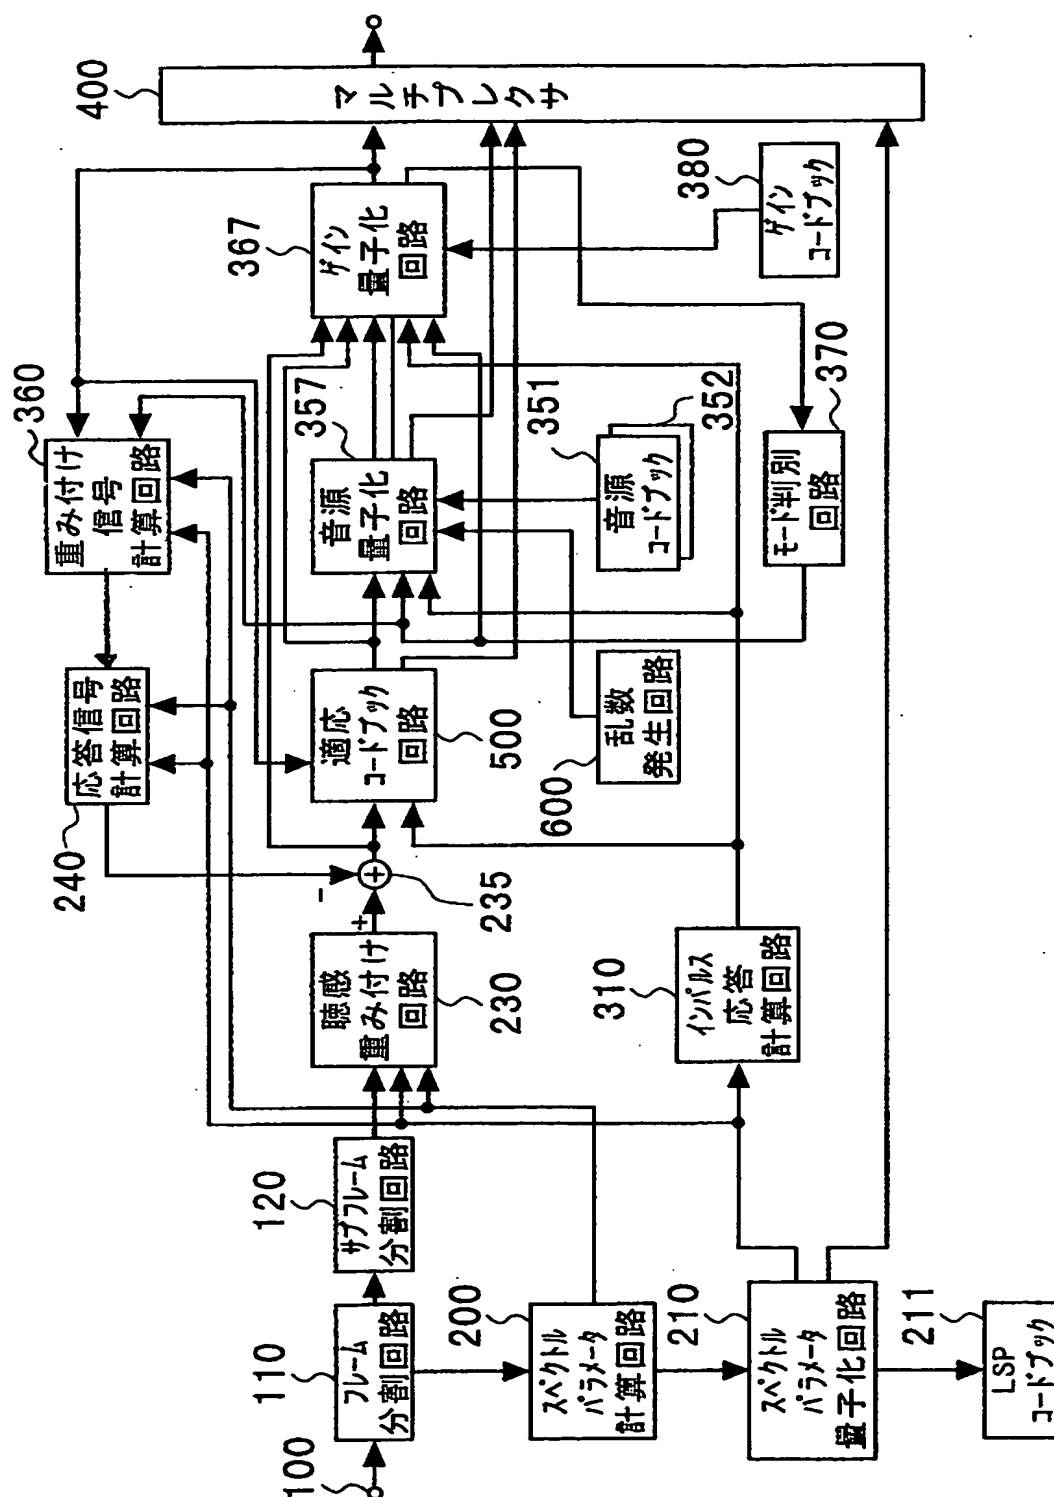 100
110
フレーム
分割回路
120
サブフレーム
分割回路
200
スペクトル
パラメータ
計算回路
210
スペクトル
パラメータ
量子化回路
211
LSP
コードブック
230
聴感
重み付け
回路
+
-
+
235
240
応答信号
計算回路
310
インパルス
応答
計算回路
500
適応
コードブック
回路
600
乱数
発生回路
360
重み付け
信号
計算回路
357
音源
量子化
回路
351
352
音源
コードブック
370
モード判別
回路
367
ゲイン
量子化
回路
380
ゲイン
コードブック
400
マルチプレクサ